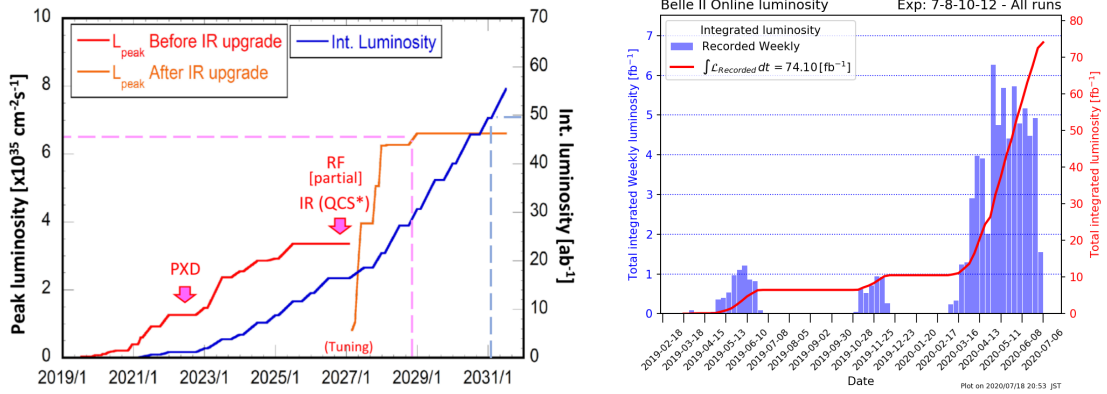 L_peak Before IR upgrade
L_peak After IR upgrade
Int. Luminosity
Peak luminosity [x10^35 cm^-2 s^-1]
10
8
6
4
2
0
70
60
50
40
30
20
10
0
Int. luminosity [ab^-1]
PXD
RF
[partial]
IR (QCS*)
(Tuning)
2019/1 2021/1 2023/1 2025/1 2027/1 2029/1 2031/1
Belle II Online luminosity Exp: 7-8-10-12 - All runs
Integrated luminosity
Recorded Weekly
∫ℒ_Recorded dt = 74.10 [fb^-1]
Total integrated Weekly luminosity [fb^-1]
7
6
5
4
3
2
1
0
80
70
60
50
40
30
20
10
0
Total integrated luminosity [fb^-1]
2019-02-18
2019-03-18
2019-04-15
2019-05-13
2019-06-10
2019-07-08
2019-08-05
2019-09-02
2019-09-30
2019-10-28
2019-11-25
2019-12-23
2020-01-20
2020-02-17
2020-03-16
2020-04-13
2020-05-11
2020-06-08
2020-07-06
Date
Plot on 2020/07/18 20:53 JST